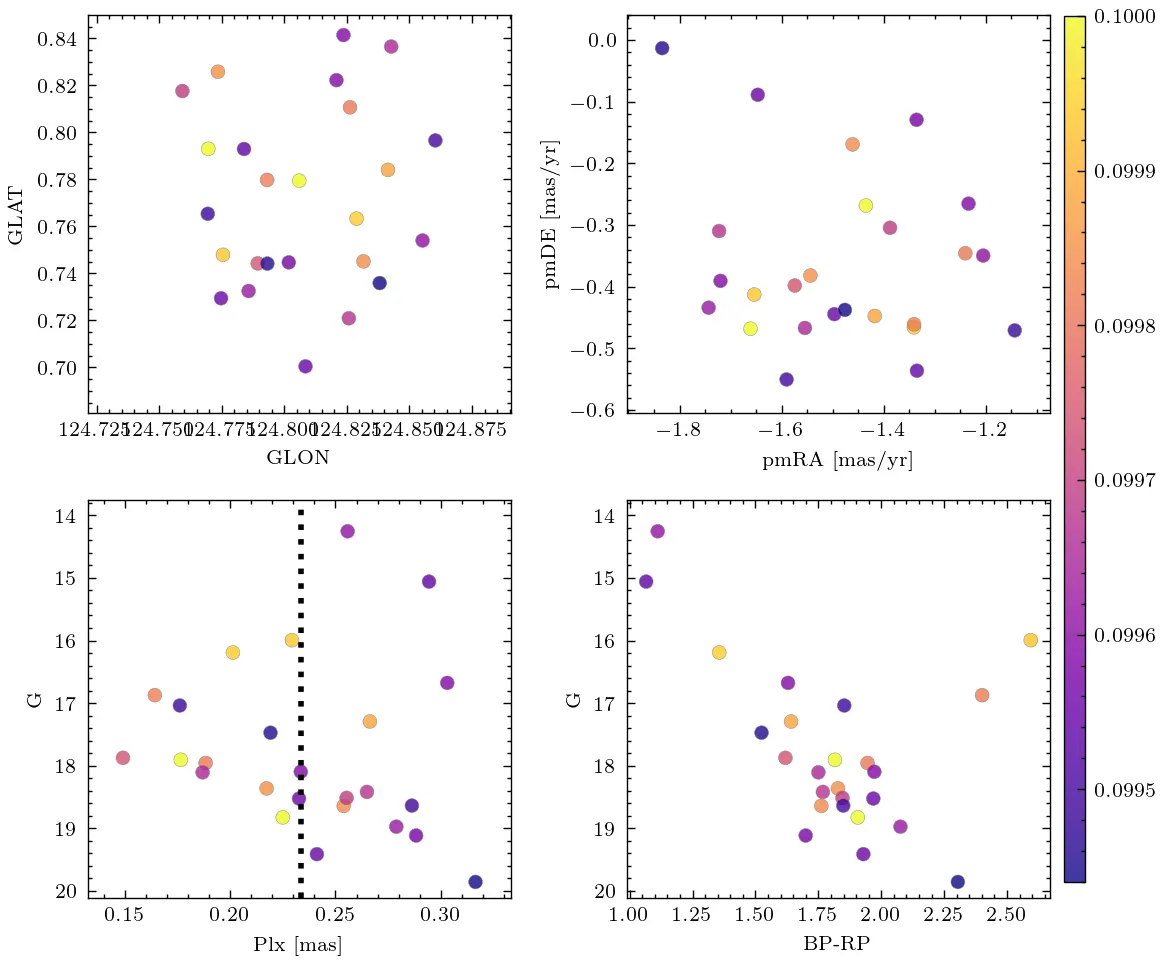 0.84
0.82
0.80
0.78
0.76
0.74
0.72
0.70
GLAT
124.725 124.750 124.775 124.800 124.825 124.850 124.875
GLON
0.0
−0.1
−0.2
−0.3
−0.4
−0.5
−0.6
pmDE [mas/yr]
−1.8 −1.6 −1.4 −1.2
pmRA [mas/yr]
0.1000
0.0999
0.0998
0.0997
0.0996
0.0995
14
15
16
17
18
19
20
G
0.15 0.20 0.25 0.30
Plx [mas]
14
15
16
17
18
19
20
G
1.00 1.25 1.50 1.75 2.00 2.25 2.50
BP-RP